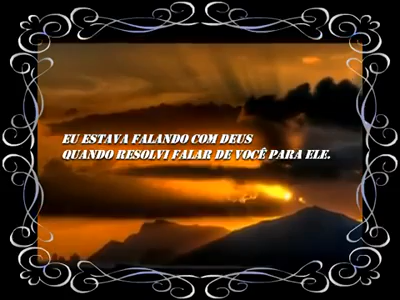 EU ESTAVA FALANDO COM DEUS
QUANDO RESOLVI FALAR DE VOCÊ PARA ELE.